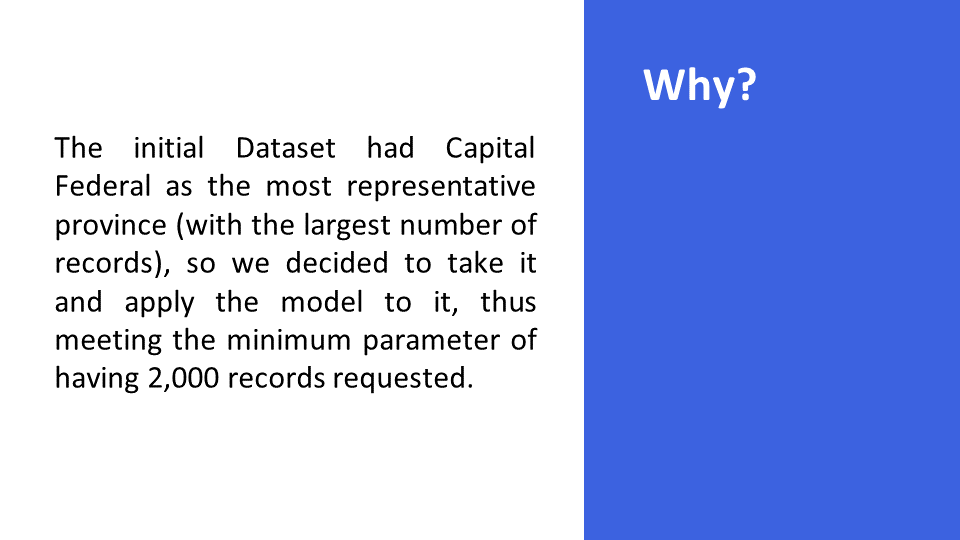 Why?
The initial Dataset had Capital
Federal as the most representative
province (with the largest number of
records), so we decided to take it
and apply the model to it, thus
meeting the minimum parameter of
having 2,000 records requested.